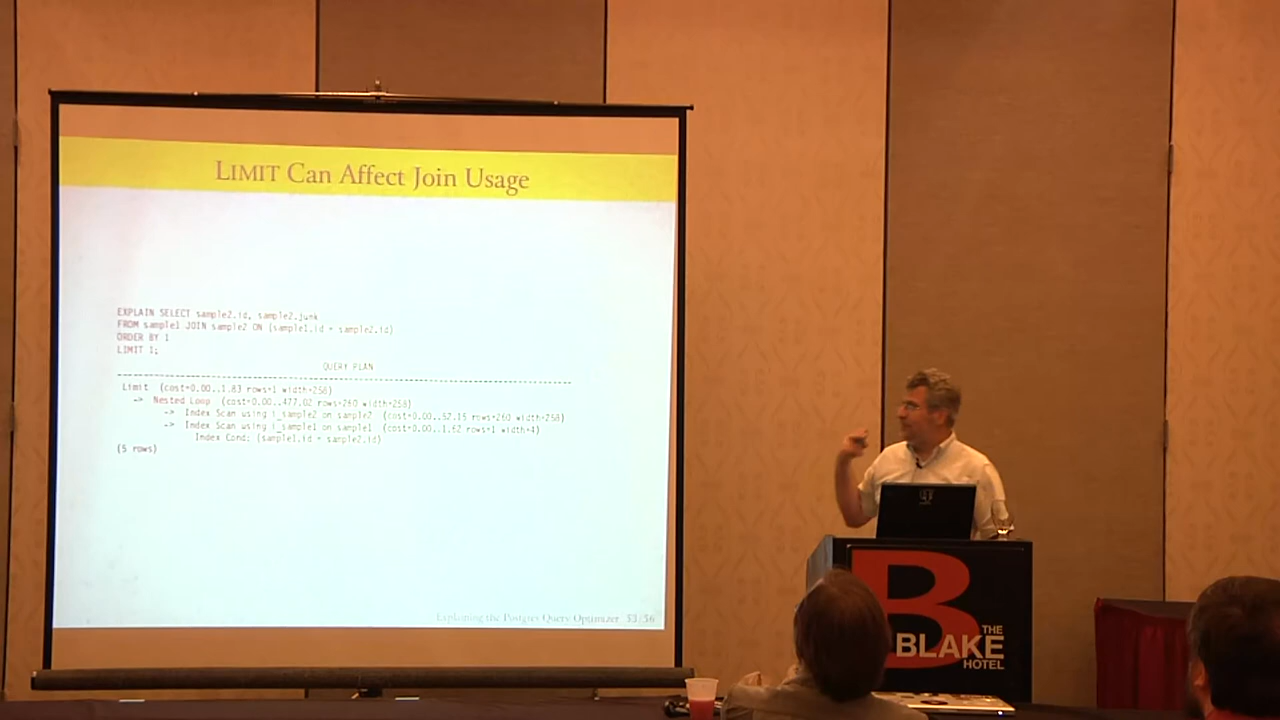 LIMIT Can Affect Join Usage
EXPLAIN SELECT sample2.id, sample2.junk
FROM sample1 JOIN sample2 ON (sample1.id = sample2.id)
ORDER BY 1
LIMIT 1;
QUERY PLAN
Limit (cost=0.00..1.83 rows=1 width=258)
-> Nested Loop (cost=0.00..477.02 rows=260 width=258)
-> Index Scan using i_sample2 on sample2 (cost=0.00..52.15 rows=260 width=258)
-> Index Scan using i_sample1 on sample1 (cost=0.00..1.62 rows=1 width=4)
Index Cond: (sample1.id = sample2.id)
(5 rows)
Explaining the Postgres Query Optimizer 53/56
B
THE
BLAKE
HOTEL